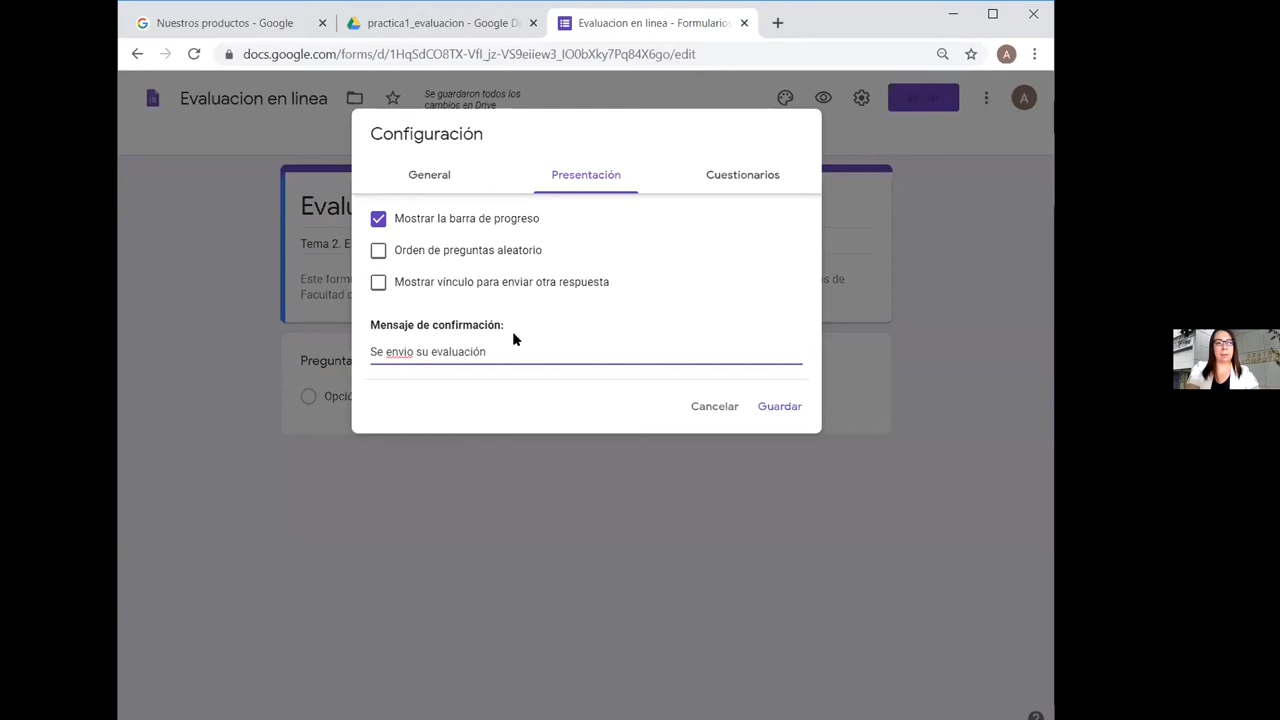 Nuestros productos - Google
practica1_evaluacion - Google D
Evaluacion en linea - Formularios
docs.google.com/forms/d/1HqSdCO8TX-VfI_jz-VS9eiiew3_IO0bXky7Pq84X6go/edit
A
Evaluacion en linea
Se guardaron todos los
cambios en Drive
A
Configuración
General
Presentación
Cuestionarios
Mostrar la barra de progreso
Orden de preguntas aleatorio
Mostrar vínculo para enviar otra respuesta
Mensaje de confirmación:
Se envio su evaluación
Cancelar
Guardar
Evalu
Tema 2. E
Este form
s de
Facultad
Pregunta
Opció